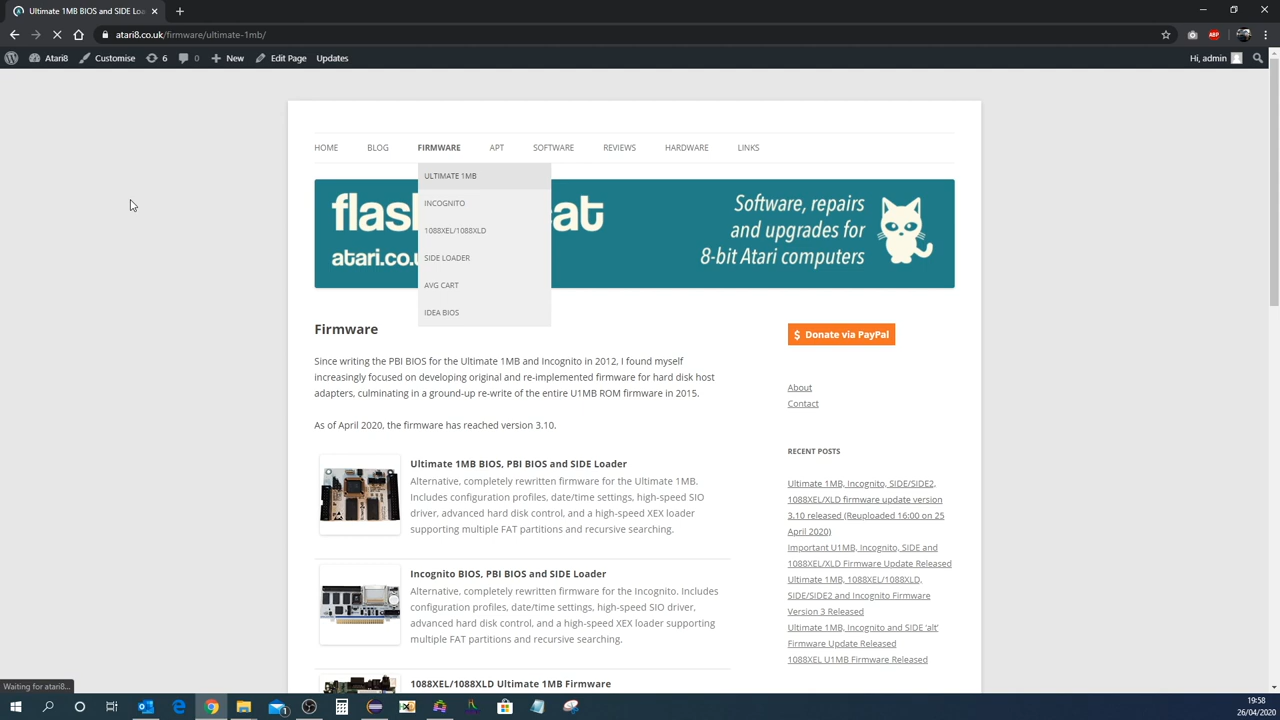 Ultimate 1MB BIOS and SIDE Loa
atari8.co.uk/firmware/ultimate-1mb/
Atari8
Customise
6
0
New
Edit Page
Updates
Hi, admin
HOME
BLOG
FIRMWARE
APT
SOFTWARE
REVIEWS
HARDWARE
LINKS
ULTIMATE 1MB
INCOGNITO
1088XEL/1088XLD
SIDE LOADER
AVG CART
IDEA BIOS
Software, repairs
and upgrades for
8-bit Atari computers
Firmware
Since writing the PBI BIOS for the Ultimate 1MB and Incognito in 2012, I found myself
increasingly focused on developing original and re-implemented firmware for hard disk host
adapters, culminating in a ground-up re-write of the entire U1MB ROM firmware in 2015.
As of April 2020, the firmware has reached version 3.10.
Ultimate 1MB BIOS, PBI BIOS and SIDE Loader
Alternative, completely rewritten firmware for the Ultimate 1MB.
Includes configuration profiles, date/time settings, high-speed SIO
driver, advanced hard disk control, and a high-speed XEX loader
supporting multiple FAT partitions and recursive searching.
Incognito BIOS, PBI BIOS and SIDE Loader
Alternative, completely rewritten firmware for the Incognito. Includes
configuration profiles, date/time settings, high-speed SIO driver,
advanced hard disk control, and a high-speed XEX loader supporting
multiple FAT partitions and recursive searching.
1088XEL/1088XLD Ultimate 1MB Firmware
$ Donate via PayPal
About
Contact
RECENT POSTS
Ultimate 1MB, Incognito, SIDE/SIDE2,
1088XEL/XLD firmware update version
3.10 released (Reuploaded 16:00 on 25
April 2020)
Important U1MB, Incognito, SIDE and
1088XEL/XLD Firmware Update Released
Ultimate 1MB, 1088XEL/1088XLD,
SIDE/SIDE2 and Incognito Firmware
Version 3 Released
Ultimate 1MB, Incognito and SIDE ‘alt’
Firmware Update Released
1088XEL U1MB Firmware Released
Waiting for atari8...
19:58
26/04/2020